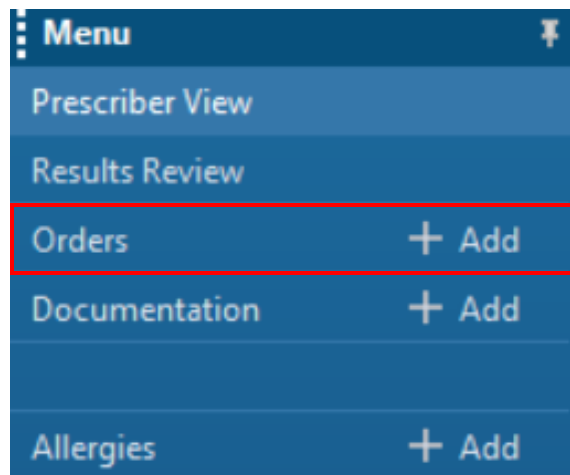 Menu
Prescriber View
Results Review
Orders + Add
Documentation + Add
Allergies + Add